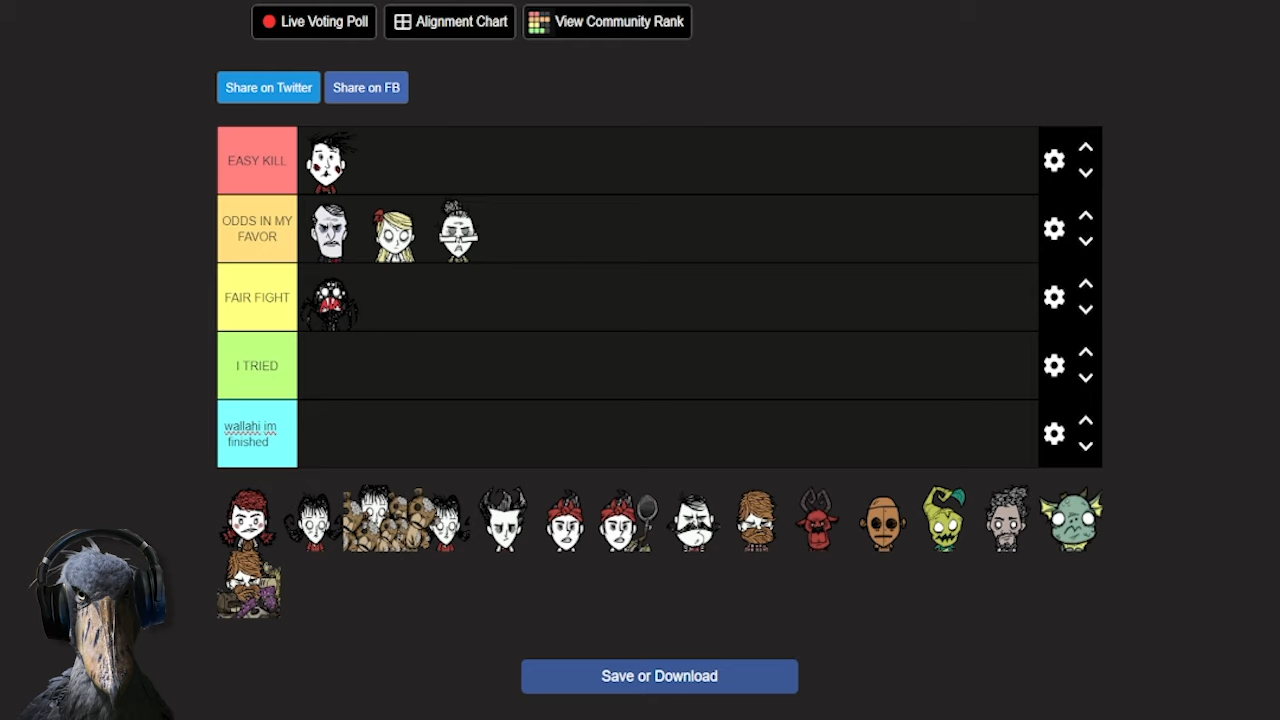 Live Voting Poll
Alignment Chart
View Community Rank
Share on Twitter
Share on FB
EASY KILL
ODDS IN MY
FAVOR
FAIR FIGHT
I TRIED
wallahi im
finished
Save or Download